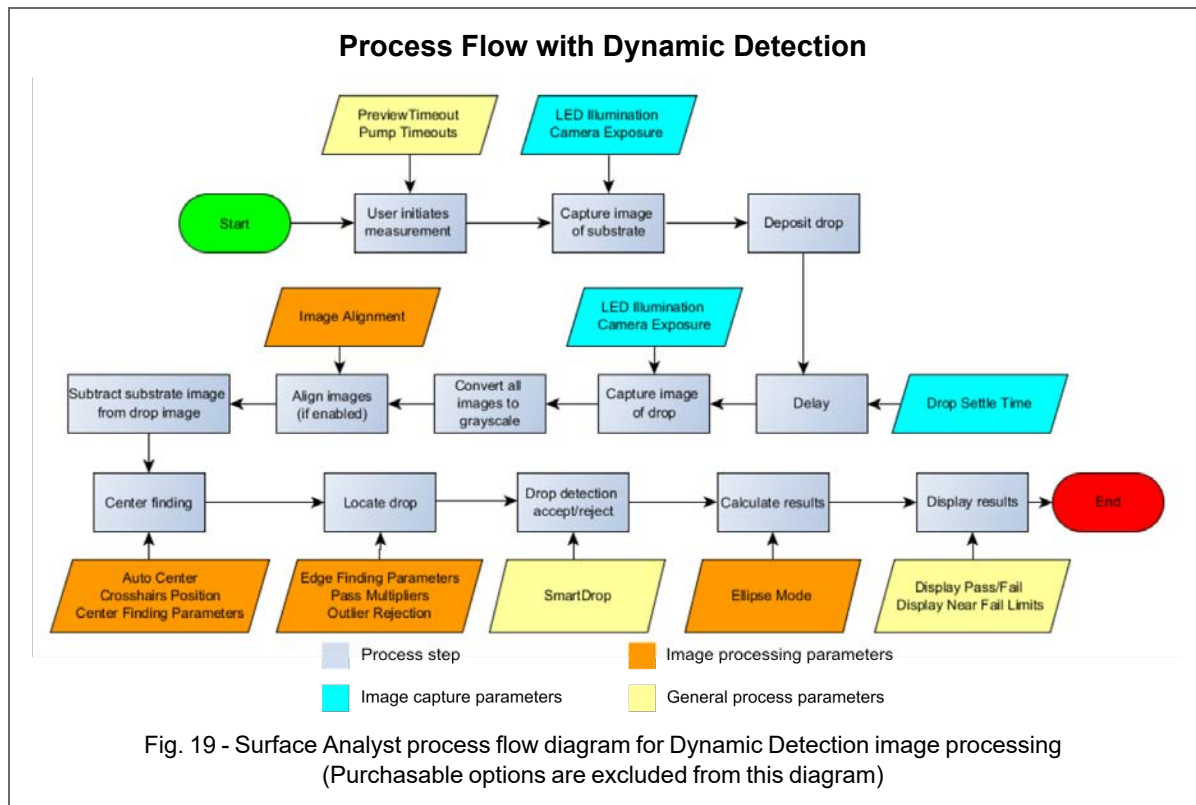 Process Flow with Dynamic Detection
PreviewTimeout
Pump Timeouts
LED Illumination
Camera Exposure
Start
User initiates
measurement
Capture image
of substrate
Deposit drop
Image Alignment
LED Illumination
Camera Exposure
Subtract substrate image
from drop image
Align images
(if enabled)
Convert all
images to
grayscale
Capture image
of drop
Delay
Drop Settle Time
Center finding
Locate drop
Drop detection
accept/reject
Calculate results
Display results
End
Auto Center
Crosshairs Position
Center Finding Parameters
Edge Finding Parameters
Pass Multipliers
Outlier Rejection
SmartDrop
Ellipse Mode
Display Pass/Fail
Display Near Fail Limits
Process step
Image processing parameters
Image capture parameters
General process parameters
Fig. 19 - Surface Analyst process flow diagram for Dynamic Detection image processing
(Purchasable options are excluded from this diagram)